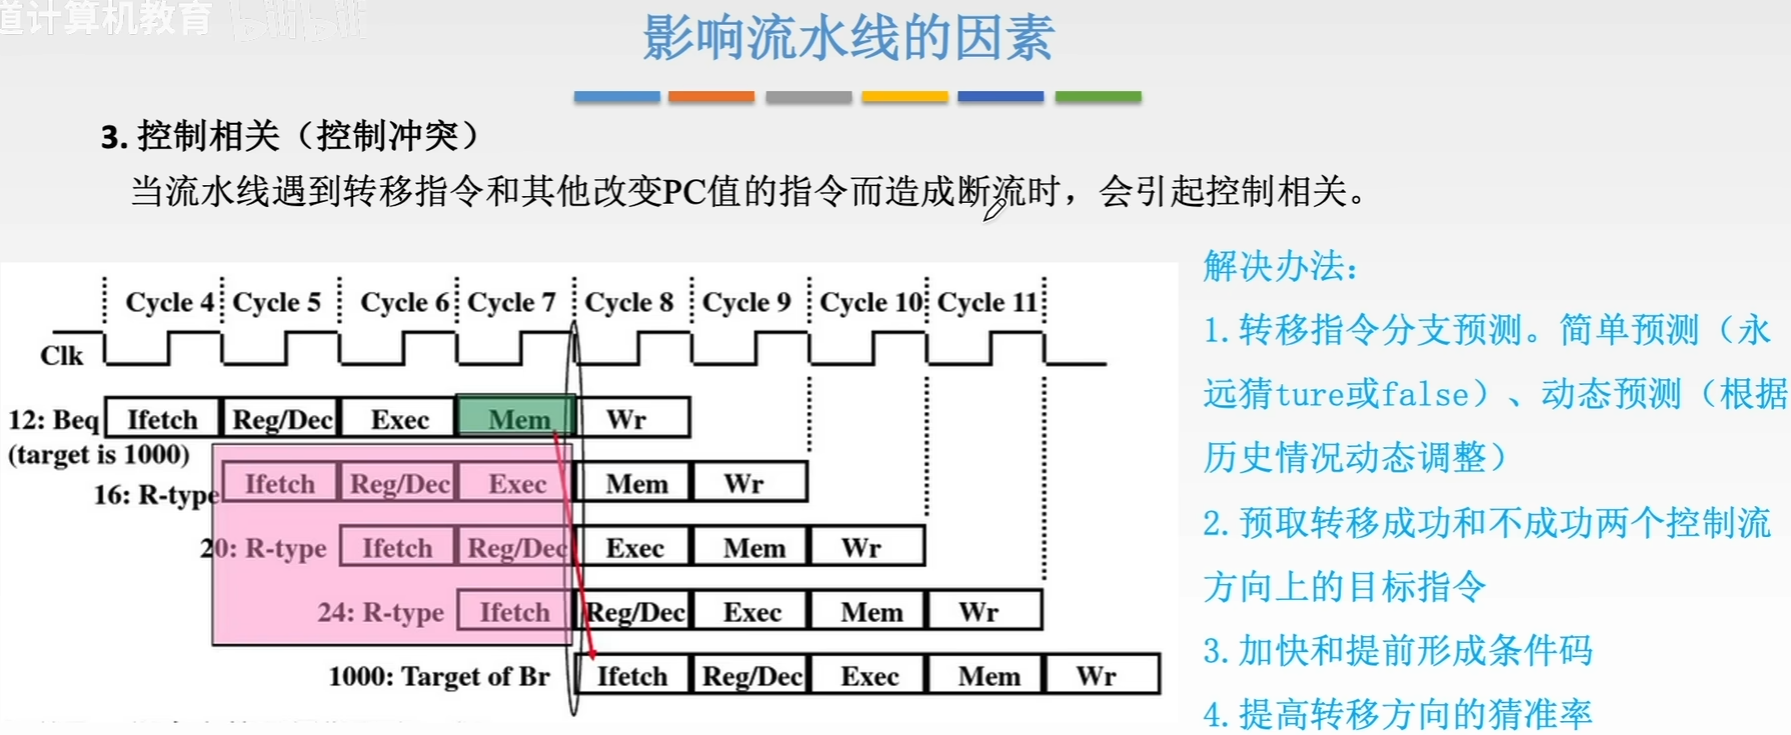 道计算机教育 bilibili
影响流水线的因素
3. 控制相关（控制冲突）
当流水线遇到转移指令和其他改变PC值的指令而造成断流时，会引起控制相关。
Cycle 4 Cycle 5 Cycle 6 Cycle 7 Cycle 8 Cycle 9 Cycle 10 Cycle 11
Clk
12: Beq Ifetch Reg/Dec Exec Mem Wr
(target is 1000)
16: R-type Ifetch Reg/Dec Exec Mem Wr
20: R-type Ifetch Reg/Dec Exec Mem Wr
24: R-type Ifetch Reg/Dec Exec Mem Wr
1000: Target of Br Ifetch Reg/Dec Exec Mem Wr
解决办法：
1.转移指令分支预测。简单预测（永
远猜ture或false）、动态预测（根据
历史情况动态调整）
2.预取转移成功和不成功两个控制流
方向上的目标指令
3.加快和提前形成条件码
4.提高转移方向的猜准率